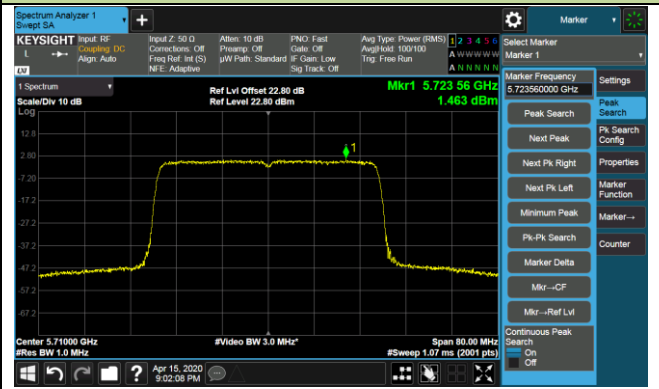 Spectrum Analyzer 1
Swept SA
Marker
KEYSIGHT
L
Input: RF
Coupling: DC
Align: Auto
Input Z: 50 Ω
Corrections: Off
Freq Ref: Int (S)
NFE: Adaptive
Atten: 10 dB
Preamp: Off
µW Path: Standard
PNO: Fast
Gate: Off
IF Gain: Low
Sig Track: Off
Avg Type: Power (RMS)
Avg|Hold: 100/100
Trig: Free Run
1 2 3 4 5 6
A W W W W W
A N N N N N
Select Marker
Marker 1
1 Spectrum
Scale/Div 10 dB
Log
Ref Lvl Offset 22.80 dB
Ref Level 22.80 dBm
Mkr1 5.723 56 GHz
1.463 dBm
12.8
2.80
-7.20
-17.2
-27.2
-37.2
-47.2
-57.2
-67.2
1
Center 5.71000 GHz
#Res BW 1.0 MHz
#Video BW 3.0 MHz*
Span 80.00 MHz
#Sweep 1.07 ms (2001 pts)
Marker Frequency
5.723560000 GHz
Peak Search
Next Peak
Next Pk Right
Next Pk Left
Minimum Peak
Pk-Pk Search
Marker Delta
Mkr→CF
Mkr→Ref Lvl
Continuous Peak
Search
On
Off
Settings
Peak
Search
Pk Search
Config
Properties
Marker
Function
Marker→
Counter
?
Apr 15, 2020
9:02:08 PM